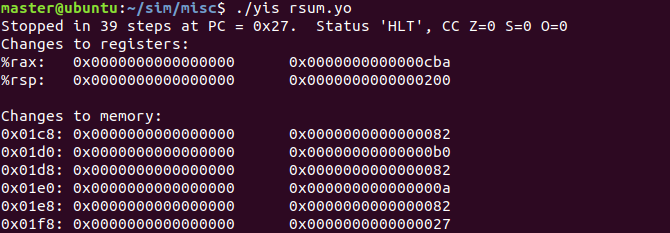 master@ubuntu:~/sim/misc$ ./yis rsum.yo
Stopped in 39 steps at PC = 0x27.  Status 'HLT', CC Z=0 S=0 O=0
Changes to registers:
%rax:   0x0000000000000000      0x0000000000000cba
%rsp:   0x0000000000000000      0x0000000000000200

Changes to memory:
0x01c8: 0x0000000000000000      0x0000000000000082
0x01d0: 0x0000000000000000      0x00000000000000b0
0x01d8: 0x0000000000000000      0x0000000000000082
0x01e0: 0x0000000000000000      0x000000000000000a
0x01e8: 0x0000000000000000      0x0000000000000082
0x01f8: 0x0000000000000000      0x0000000000000027